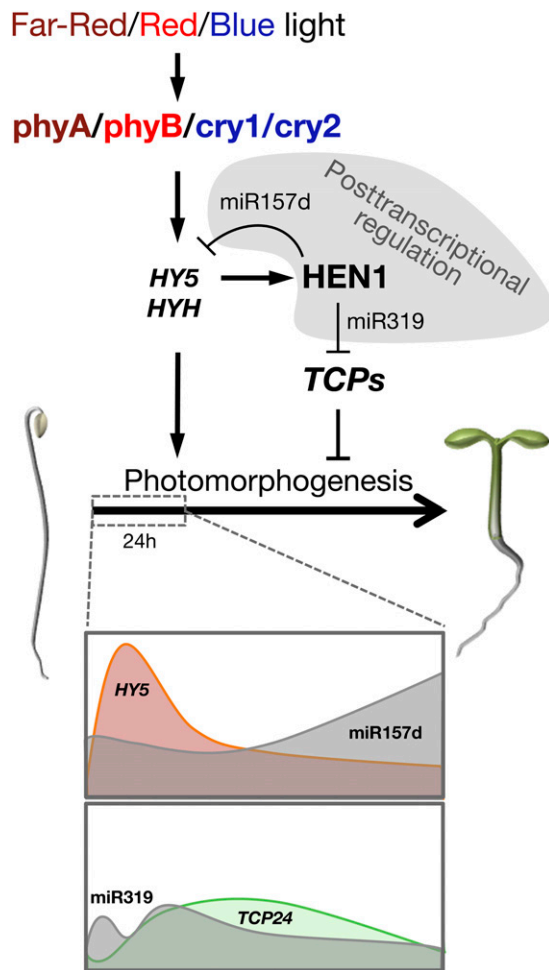 Far-Red/Red/Blue light
phyA/phyB/cry1/cry2
Posttranscriptional
regulation
miR157d
HY5
HYH
HEN1
miR319
TCPs
Photomorphogenesis
24h
HY5
miR157d
miR319
TCP24